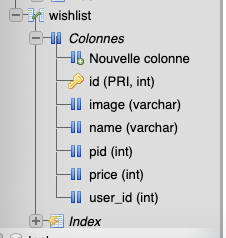 wishlist
Colonnes
Nouvelle colonne
id (PRI, int)
image (varchar)
name (varchar)
pid (int)
price (int)
user_id (int)
Index